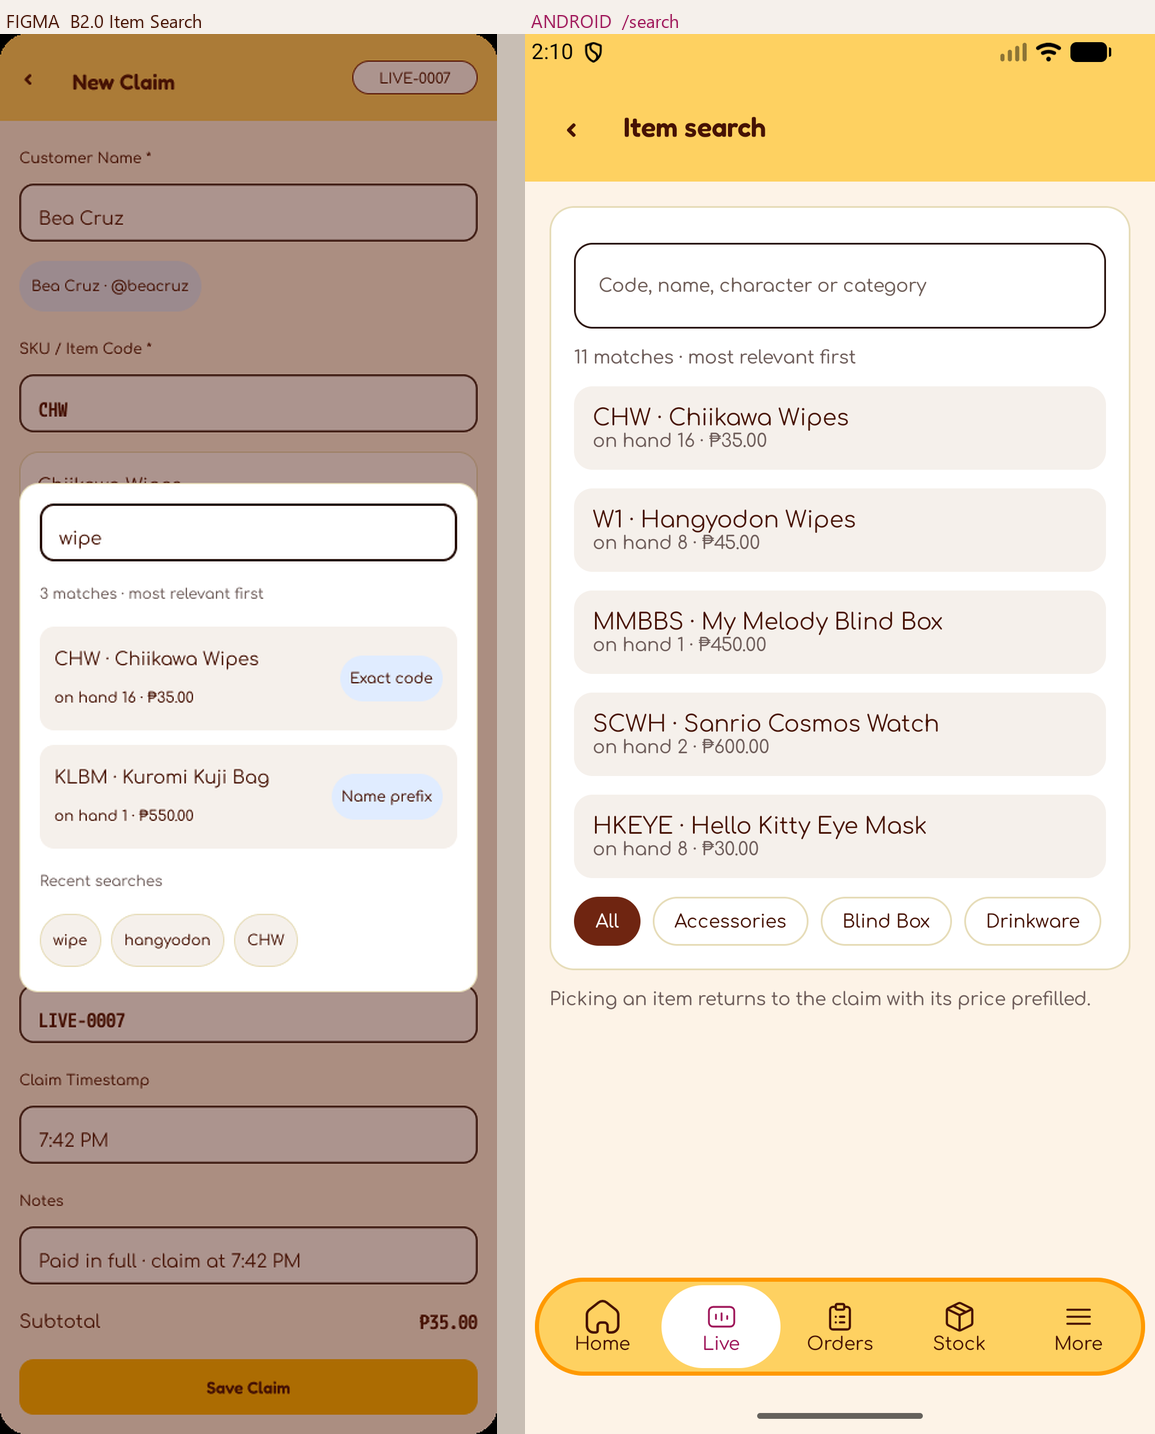 FIGMA B2.0 Item Search
New Claim
LIVE-0007
Customer Name *
Bea Cruz
Bea Cruz · @beacruz
SKU / Item Code *
CHW
Chiikawa Wipes
wipe
3 matches · most relevant first
CHW · Chiikawa Wipes
on hand 16 · ₱35.00
Exact code
KLBM · Kuromi Kuji Bag
on hand 1 · ₱550.00
Name prefix
Recent searches
wipe
hangyodon
CHW
LIVE-0007
Claim Timestamp
7:42 PM
Notes
Paid in full · claim at 7:42 PM
Subtotal
₱35.00
Save Claim
ANDROID /search
2:10
Item search
Code, name, character or category
11 matches · most relevant first
CHW · Chiikawa Wipes
on hand 16 · ₱35.00
W1 · Hangyodon Wipes
on hand 8 · ₱45.00
MMBBS · My Melody Blind Box
on hand 1 · ₱450.00
SCWH · Sanrio Cosmos Watch
on hand 2 · ₱600.00
HKEYE · Hello Kitty Eye Mask
on hand 8 · ₱30.00
All
Accessories
Blind Box
Drinkware
Picking an item returns to the claim with its price prefilled.
Home
Live
Orders
Stock
More